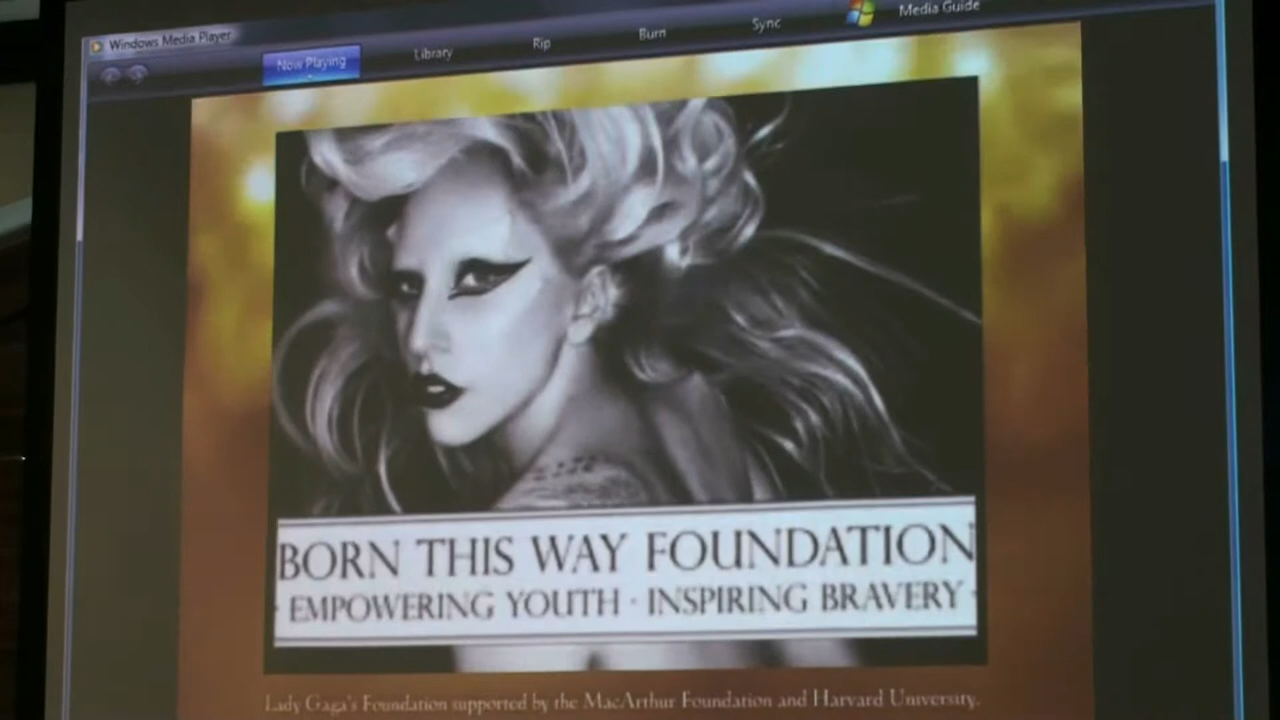 Windows Media Player
Now Playing Library Rip Burn Sync Media Guide
BORN THIS WAY FOUNDATION
· EMPOWERING YOUTH · INSPIRING BRAVERY ·
Lady Gaga's Foundation supported by the MacArthur Foundation and Harvard University.